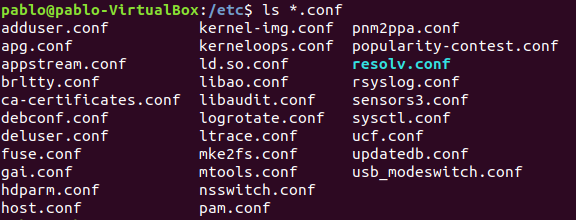 pablo@pablo-VirtualBox:/etc$ ls *.conf
adduser.conf kernel-img.conf pnm2ppa.conf
apg.conf kerneloops.conf popularity-contest.conf
appstream.conf ld.so.conf resolv.conf
brltty.conf libao.conf rsyslog.conf
ca-certificates.conf libaudit.conf sensors3.conf
debconf.conf logrotate.conf sysctl.conf
deluser.conf ltrace.conf ucf.conf
fuse.conf mke2fs.conf updatedb.conf
gai.conf mtools.conf usb_modeswitch.conf
hdparm.conf nsswitch.conf
host.conf pam.conf